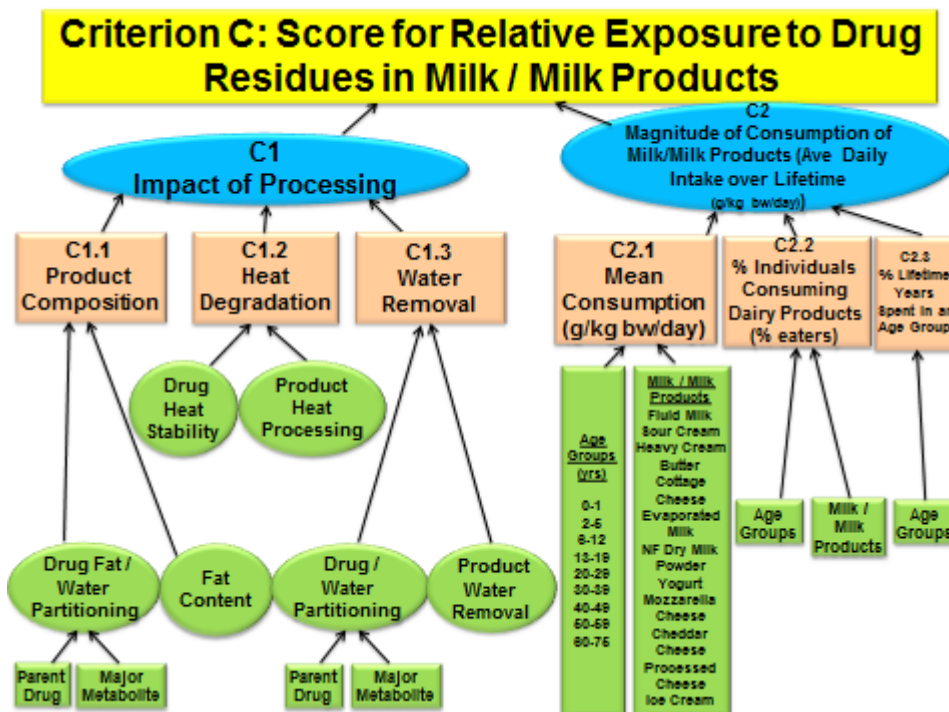 Criterion C: Score for Relative Exposure to Drug
Residues in Milk / Milk Products
C1
Impact of Processing
C2
Magnitude of Consumption of
Milk/Milk Products (Ave Daily
Intake over Lifetime
(g/kg bw/day))
C1.1
Product
Composition
C1.2
Heat
Degradation
C1.3
Water
Removal
C2.1
Mean
Consumption
(g/kg bw/day)
C2.2
% Individuals
Consuming
Dairy Products
(% eaters)
C2.3
% Lifetime
Years
Spent in an
Age Group
Drug
Heat
Stability
Product
Heat
Processing
Age
Groups
(yrs)
0-1
2-5
6-12
13-19
20-29
30-39
40-49
50-59
60-75
Milk / Milk
Products
Fluid Milk
Sour Cream
Heavy Cream
Butter
Cottage
Cheese
Evaporated
Milk
NF Dry Milk
Powder
Yogurt
Mozzarella
Cheese
Cheddar
Cheese
Processed
Cheese
Ice Cream
Age
Groups
Milk /
Milk
Products
Age
Groups
Drug Fat /
Water
Partitioning
Fat
Content
Drug /
Water
Partitioning
Product
Water
Removal
Parent
Drug
Major
Metabolite
Parent
Drug
Major
Metabolite